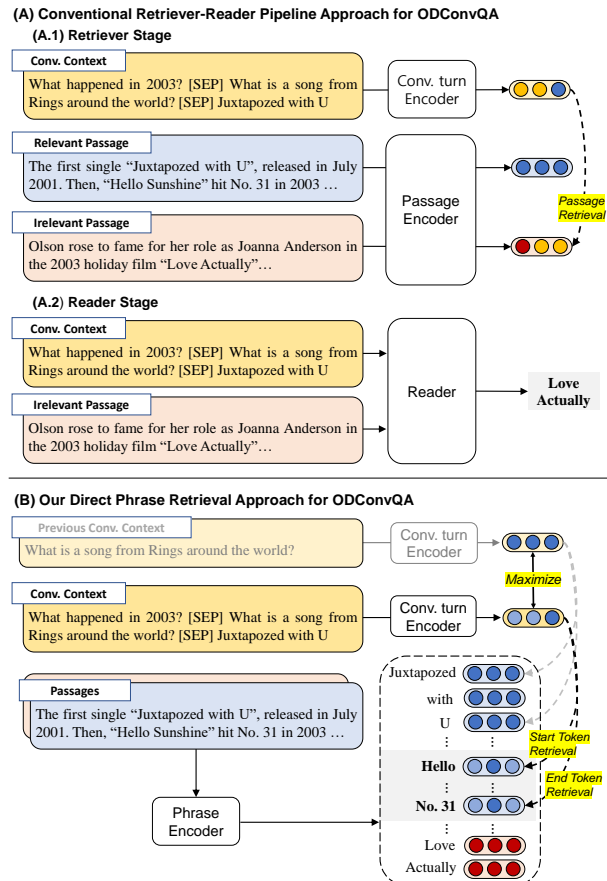 (A) Conventional Retriever-Reader Pipeline Approach for ODConvQA
(A.1) Retriever Stage
Conv. Context
What happened in 2003? [SEP] What is a song from
Rings around the world? [SEP] Juxtapozed with U
Conv. turn
Encoder
Relevant Passage
The first single “Juxtapozed with U”, released in July
2001. Then, “Hello Sunshine” hit No. 31 in 2003 …
Passage
Encoder
Passage
Retrieval
Irelevant Passage
Olson rose to fame for her role as Joanna Anderson in
the 2003 holiday film “Love Actually”…
(A.2) Reader Stage
Conv. Context
What happened in 2003? [SEP] What is a song from
Rings around the world? [SEP] Juxtapozed with U
Reader
Love
Actually
Irelevant Passage
Olson rose to fame for her role as Joanna Anderson in
the 2003 holiday film “Love Actually”…
(B) Our Direct Phrase Retrieval Approach for ODConvQA
Previous Conv. Context
What is a song from Rings around the world?
Conv. turn
Encoder
Maximize
Conv. Context
What happened in 2003? [SEP] What is a song from
Rings around the world? [SEP] Juxtapozed with U
Conv. turn
Encoder
Passages
The first single “Juxtapozed with U”, released in July
2001. Then, “Hello Sunshine” hit No. 31 in 2003 …
Phrase
Encoder
Juxtapozed
with
U
Hello
No. 31
Love
Actually
Start Token
Retrieval
End Token
Retrieval